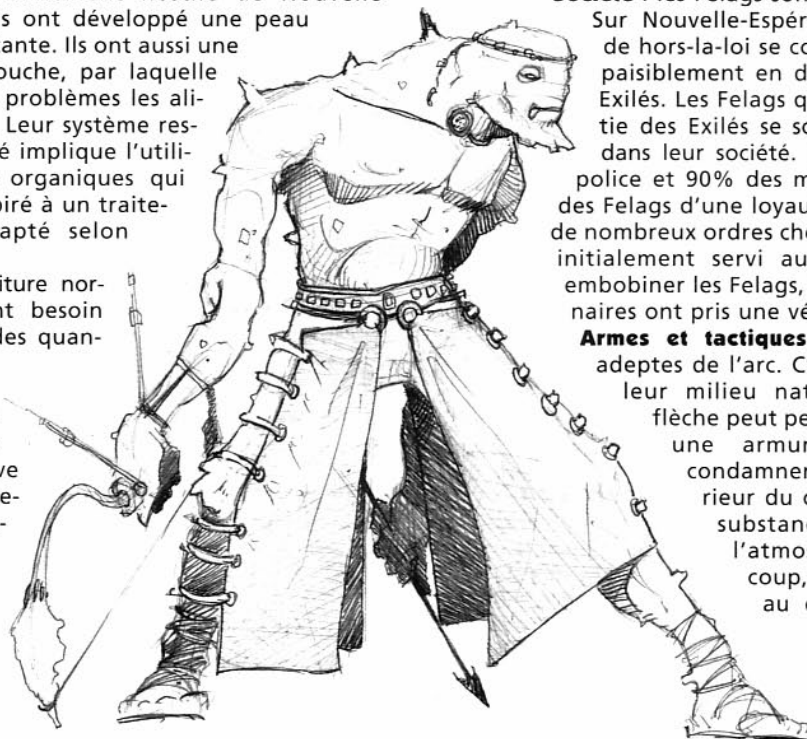 s ont développé une peau
tante. Ils ont aussi une
ouche, par laquelle
problèmes les ali-
Leur système res-
é implique l'utili-
organiques qui
piré à un traite-
apté selon
iture nor-
nt besoin
des quan-
ve
e-
-
Sur Nouvelle-Espér
de hors-la-loi se co
paisiblement en d
Exilés. Les Felags q
tie des Exilés se so
dans leur société.
police et 90% des m
des Felags d'une loyau
de nombreux ordres che
initialement servi au
embobiner les Felags,
naires ont pris une vé
Armes et tactiques
adeptes de l'arc. C
leur milieu nat
flèche peut pe
une armur
condamner
rieur du c
substanc
l'atmo
coup,
au c